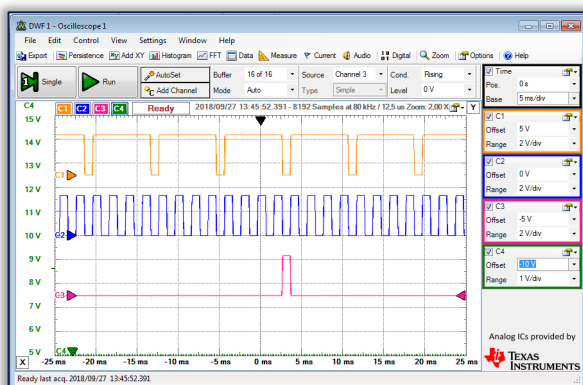 DWF 1 - Oscilloscope 1
File Edit Control View Settings Window Help
Export Persistence Add XY Histogram FFT Data Measure Current Audio Digital Zoom Options Help
Single Run AutoSet Buffer 16 of 16 Source Channel 3 Cond. Rising
Add Channel Mode Auto Type Simple Level 0 V
C4 C1 C2 C3 C4 Ready 2018/09/27 13:45:52.391 - 8192 Samples at 80 kHz / 12,5 us Zoom: 2,00 X Y
15 V
14 V
13 V
C1
12 V
11 V
10 V
C2
9 V
8 V
C3
7 V
6 V
5 V
C4
X -25 ms -20 ms -15 ms -10 ms -5 ms 0 ms 5 ms 10 ms 15 ms 20 ms 25 ms
Ready last acq. 2018/09/27 13:45:52.391
Time
Pos. 0 s
Base 5 ms/div
C1
Offset 5 V
Range 2 V/div
C2
Offset 0 V
Range 2 V/div
C3
Offset -5 V
Range 2 V/div
C4
Offset -10 V
Range 1 V/div
Analog ICs provided by
TEXAS
INSTRUMENTS